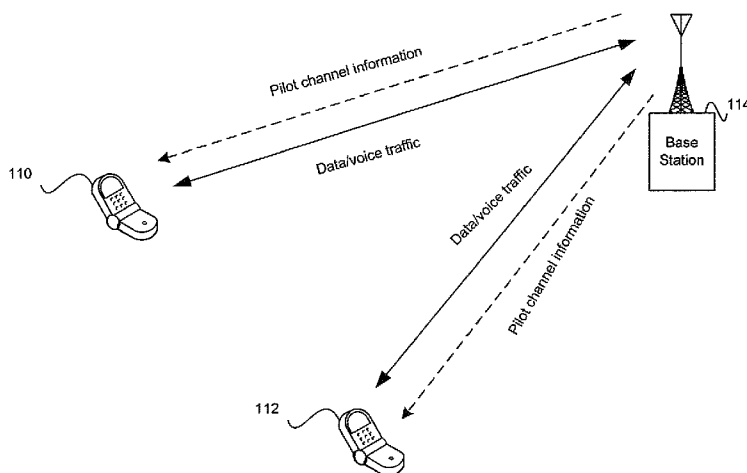 Pilot channel information
114
Base
Station
Data/voice traffic
110
Data/voice traffic
Pilot channel information
112